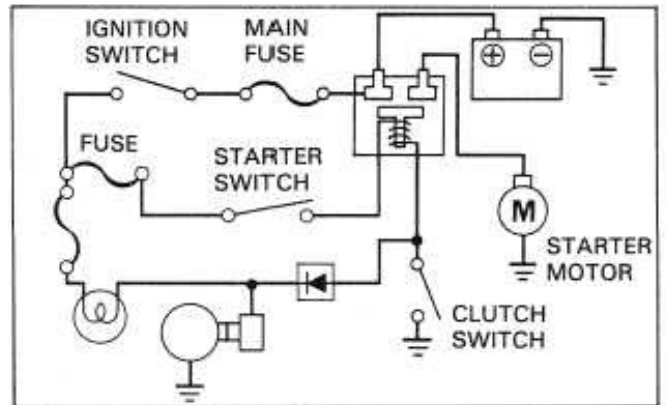 IGNITION
SWITCH
MAIN
FUSE
FUSE
STARTER
SWITCH
M
STARTER
MOTOR
CLUTCH
SWITCH